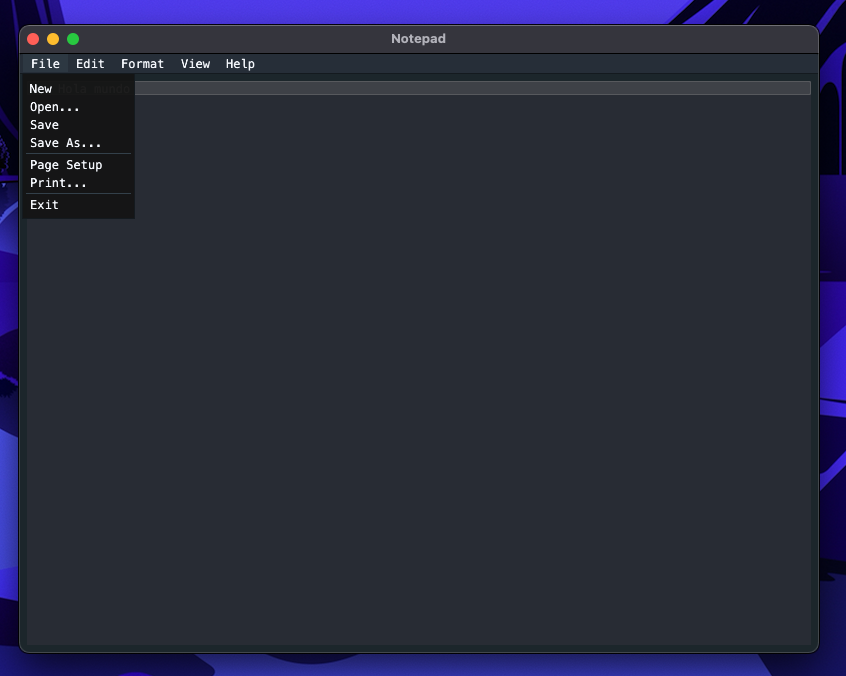 Notepad
File Edit Format View Help
New
Open...
Save
Save As...
Page Setup
Print...
Exit